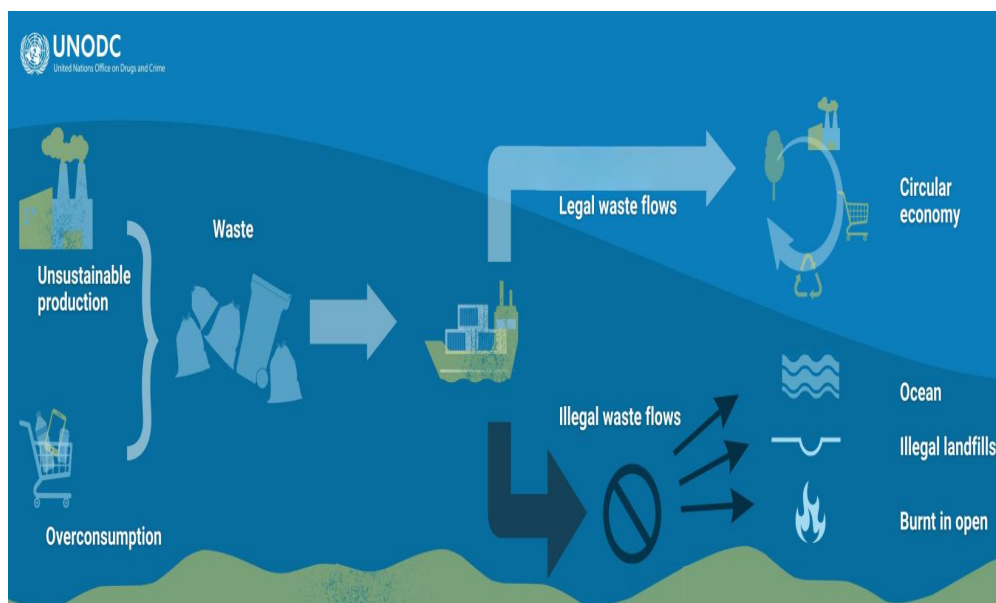 UNODC
United Nations Office on Drugs and Crime
Unsustainable
production
Overconsumption
Waste
Legal waste flows
Circular
economy
Illegal waste flows
Ocean
Illegal landfills
Burnt in open